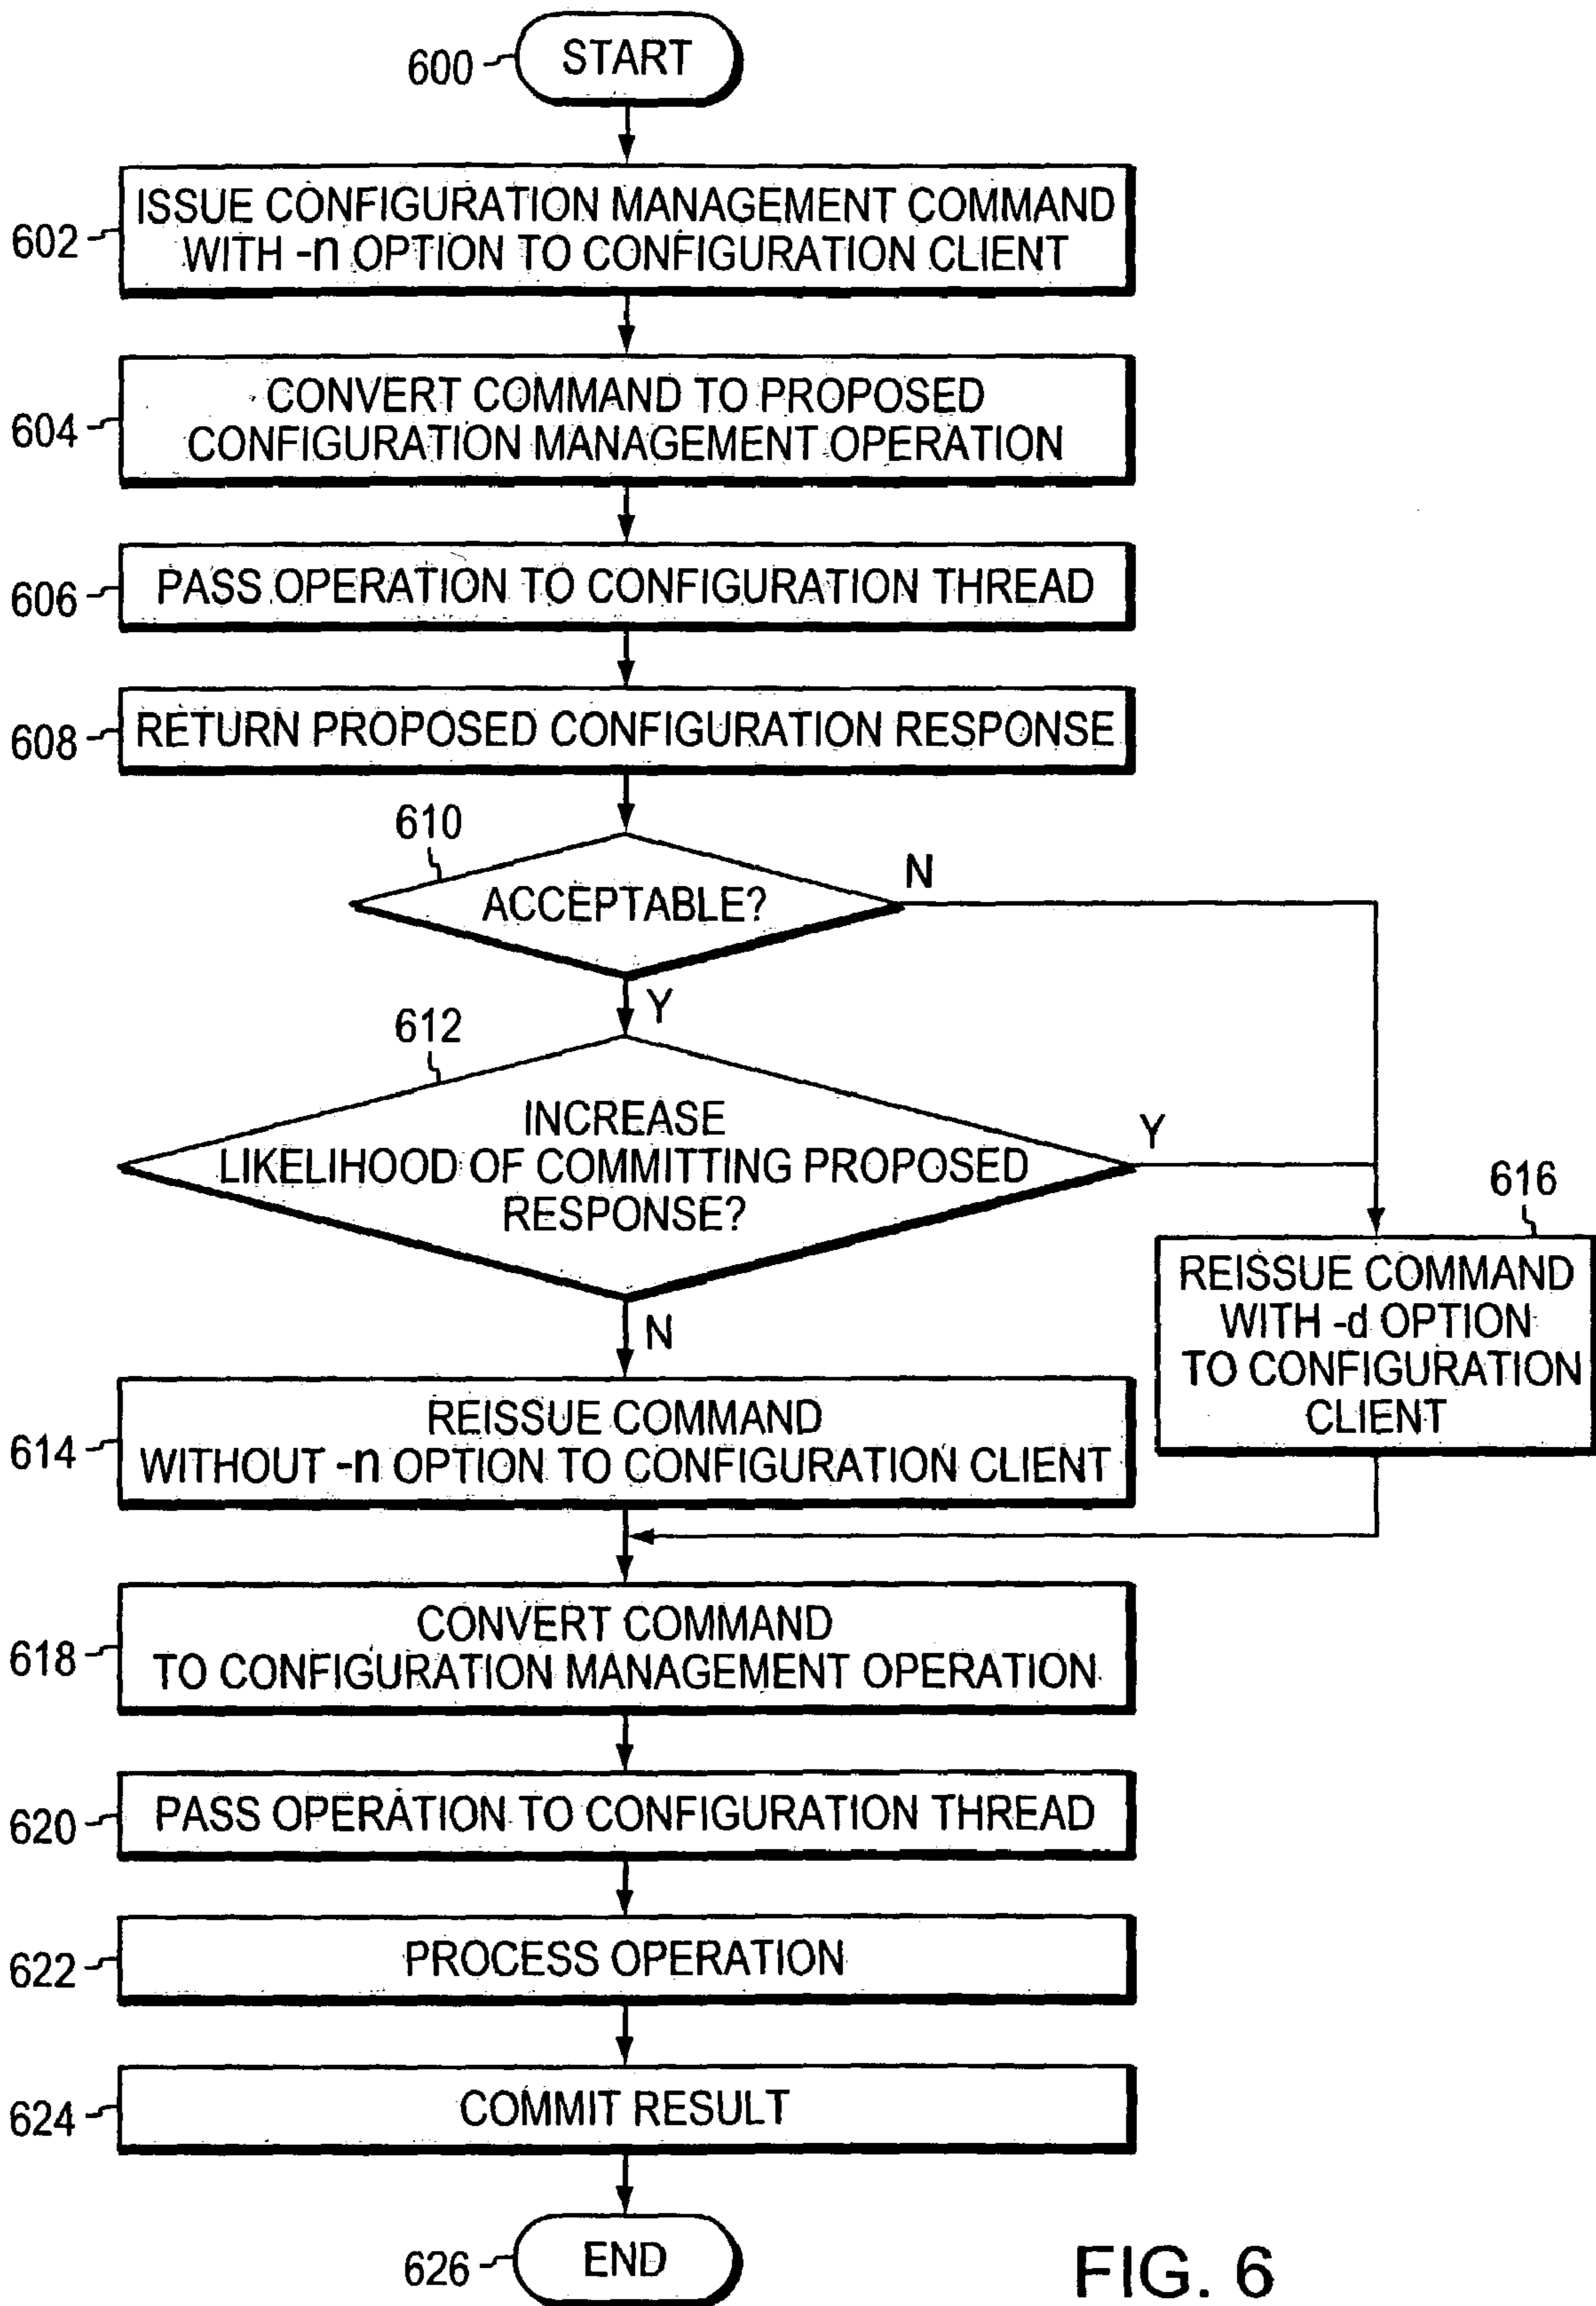 600
START
602
ISSUE CONFIGURATION MANAGEMENT COMMAND
WITH -n OPTION TO CONFIGURATION CLIENT
604
CONVERT COMMAND TO PROPOSED
CONFIGURATION MANAGEMENT OPERATION
606
PASS OPERATION TO CONFIGURATION THREAD
608
RETURN PROPOSED CONFIGURATION RESPONSE
610
ACCEPTABLE?
N
Y
612
INCREASE
LIKELIHOOD OF COMMITTING PROPOSED
RESPONSE?
Y
N
616
REISSUE COMMAND
WITH -d OPTION
TO CONFIGURATION
CLIENT
614
REISSUE COMMAND
WITHOUT -n OPTION TO CONFIGURATION CLIENT
618
CONVERT COMMAND
TO CONFIGURATION MANAGEMENT OPERATION
620
PASS OPERATION TO CONFIGURATION THREAD
622
PROCESS OPERATION
624
COMMIT RESULT
626
END
FIG. 6